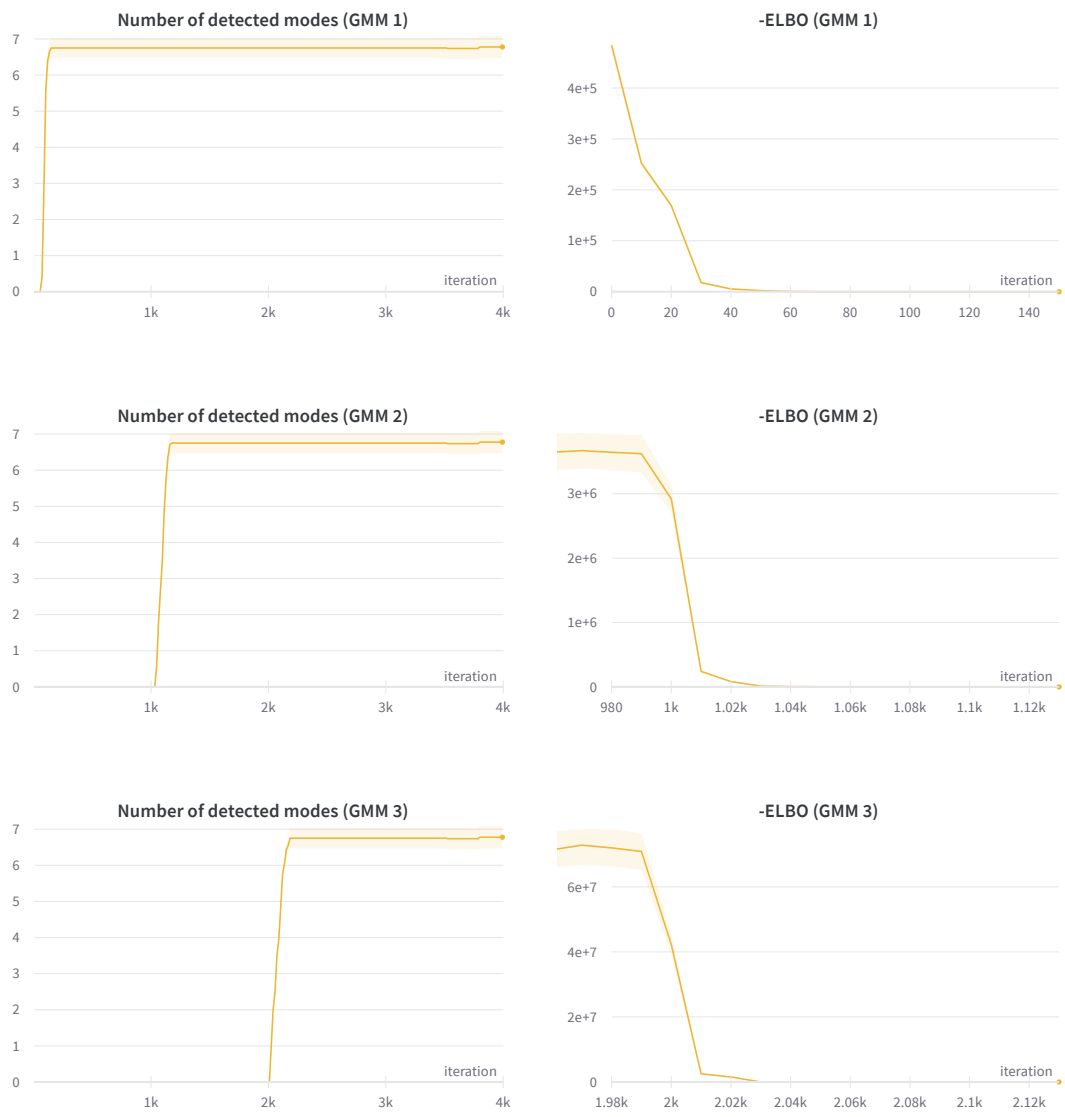 Number of detected modes (GMM 1)
7
6
5
4
3
2
1
0
iteration
1k
2k
3k
4k
-ELBO (GMM 1)
4e+5
3e+5
2e+5
1e+5
0
iteration
0
20
40
60
80
100
120
140
Number of detected modes (GMM 2)
7
6
5
4
3
2
1
0
iteration
1k
2k
3k
4k
-ELBO (GMM 2)
3e+6
2e+6
1e+6
0
iteration
980
1k
1.02k
1.04k
1.06k
1.08k
1.1k
1.12k
Number of detected modes (GMM 3)
7
6
5
4
3
2
1
0
iteration
1k
2k
3k
4k
-ELBO (GMM 3)
6e+7
4e+7
2e+7
0
iteration
1.98k
2k
2.02k
2.04k
2.06k
2.08k
2.1k
2.12k